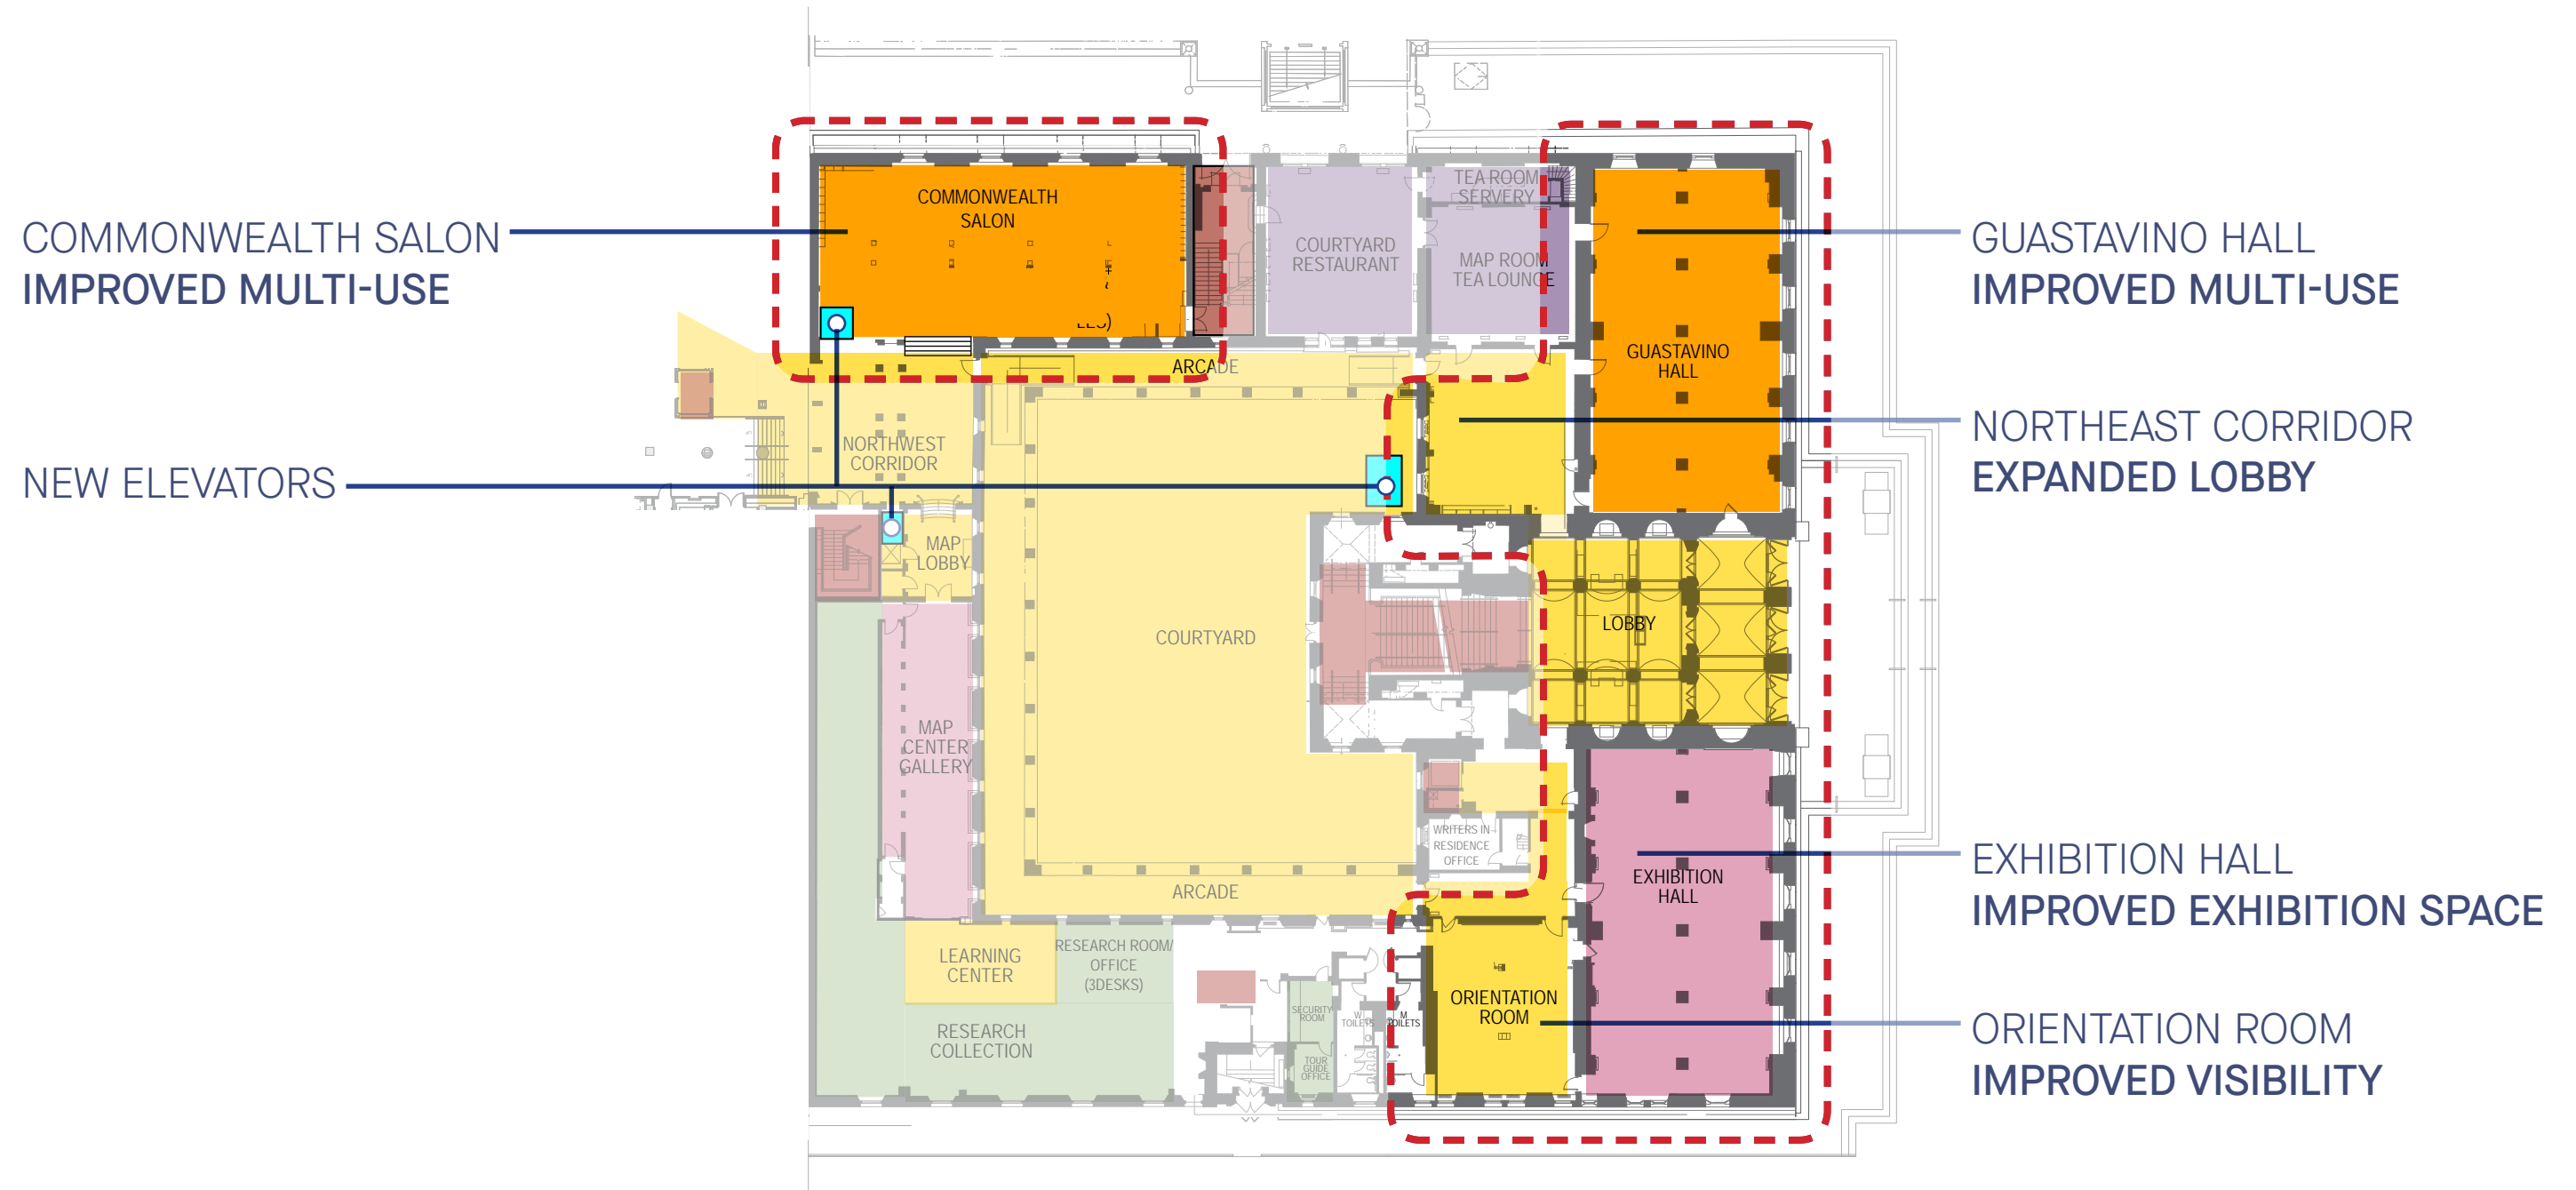 COMMONWEALTH SALON
IMPROVED MULTI-USE
NEW ELEVATORS
COMMONWEALTH
SALON
COURTYARD
RESTAURANT
TEA ROOM
SERVERY
MAP ROOM
TEA LOUNGE
GUASTAVINO
HALL
ARCADE
NORTHWEST
CORRIDOR
MAP
LOBBY
COURTYARD
LOBBY
MAP
CENTER
GALLERY
WRITERS IN
RESIDENCE
OFFICE
EXHIBITION
HALL
ARCADE
LEARNING
CENTER
RESEARCH ROOM/
OFFICE
(3DESKS)
RESEARCH
COLLECTION
SECURITY
ROOM
TOUR
GUIDE
OFFICE
W
TOILETS
M
TOILETS
ORIENTATION
ROOM
GUASTAVINO HALL
IMPROVED MULTI-USE
NORTHEAST CORRIDOR
EXPANDED LOBBY
EXHIBITION HALL
IMPROVED EXHIBITION SPACE
ORIENTATION ROOM
IMPROVED VISIBILITY